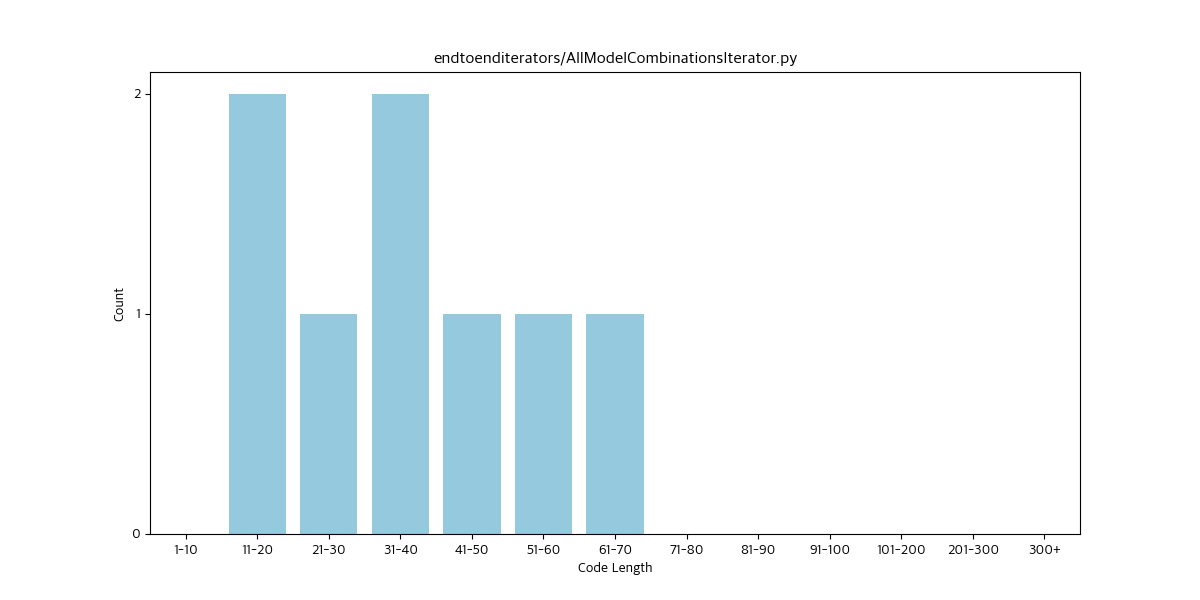 endtoenditerators/AllModelCombinationsIterator.py
Count
2
1
0
1-10 11-20 21-30 31-40 41-50 51-60 61-70 71-80 81-90 91-100 101-200 201-300 300+
Code Length